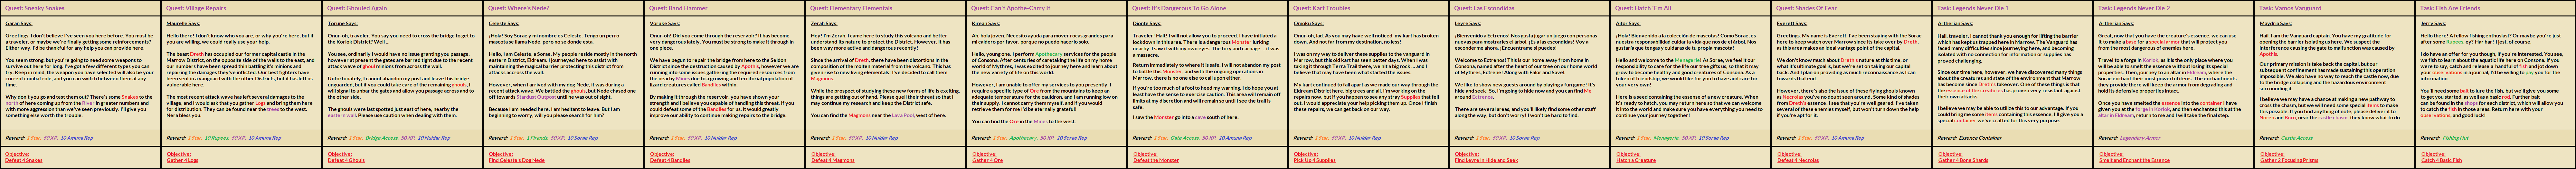 Quest: Sneaky Snakes
Garan Says:
Greetings. I don't believe I've seen you here before. You must be
a traveler, or maybe we're finally getting some reinforcements?
Either way, I'd be thankful for any help you can provide here.
You seem strong, but you're going to need some weapons to
survive out here for long. I've got a few different types you can
try. Keep in mind, the weapon you have selected will also be your
current combat rank, and you can switch between them at any
time.
Why don't you go and test them out? There's some Snakes to the
north of here coming up from the River in greater numbers and
with more aggression than we've seen previously. I'll give you
something else worth the trouble.
Reward: 1 Star, 50 XP, 10 Amuna Rep
Objective:
Defeat 4 Snakes
Quest: Village Repairs
Maurelle Says:
Hello there! I don't know who are, or why you are here, but if
you are willing, we could really use your help.
The beast Dreth has occupied our former capital castle in the
Marrow District, on the opposite side of the walls to the east, and
our numbers have been spread thin battling it's minions and
repairing the damages they've inflicted. Our best fighters have
been sent in the vanguard with the others, but it has left us
vulnerable here.
The most recent attack wave has left several damages to the
village, and I would ask that you gather Logs and bring them here
for distribution. They can be found near the trees to the west.
Nera bless you.
Reward: 1 Star, 10 Rupees, 50 XP, 10 Amuna Rep
Objective:
Gather 4 Logs
Quest: Ghouled Again
Torune Says:
Onur-oh, traveler. You say you need to cross the bridge to get to
the Korlok District? Well ...
You see, ordinarily I would have no issue granting you passage,
however at present the gates are barred tight due to the recent
attack wave of ghoul minions from across the wall.
Unfortunately, I cannot abandon my post and leave this bridge
unguarded, but if you could take care of the remaining ghouls, I
will signal to unbar the gates and allow you passage across and to
the other side.
The ghouls were last spotted just east of here, nearby the
eastern wall. Please use caution when dealing with them.
Reward: 1 Star, Bridge Access, 50 XP, 10 Nuldar Rep
Objective:
Defeat 4 Ghouls
Quest: Where's Nede?
Celeste Says:
¡Hola! Soy Sorae y mi nombre es Celeste. Tengo un perro
mascota se llama Nede, pero no se donde esta.
Hello, I am Celeste, a Sorae. My people reside mostly in the north
eastern District, Eldream. I journeyed here to assist with
maintaining the magical barrier protecting this district from
attacks across the wall.
However, when I arrived with my dog Nede, it was during a
recent attack wave. We battled the ghouls, but Nede chased one
off towards Stardust Outpost until he was out of sight.
Because I am needed here, I am hesitant to leave. But I am
beginning to worry, will you please search for him?
Reward: 1 Star, 1 Friends, 50 XP, 10 Sorae Rep
Objective:
Find Celeste's Dog Nede
Quest: Band Hammer
Voruke Says:
Onur-oh! Did you come through the reservoir? It has become
very dangerous lately. You must be strong to make it through in
one piece.
We have begun to repair the bridge from here to the Seldon
District since the destruction caused by Apothis, however we are
running into some issues gathering the required resources from
the nearby Mines due to a growing and territorial population of
lizard creatures called Bandiles within.
By making it through the reservoir, you have shown your
strength and I believe you capable of handling this threat. If you
could defeat some of the Bandiles for us, it would greatly
improve our ability to continue making repairs to the bridge.
Reward: 1 Star, 50 XP, 10 Nuldar Rep
Objective:
Defeat 4 Bandiles
Quest: Elementary Elementals
Zerah Says:
Hey! I'm Zerah. I came here to study this volcano and better
understand its nature to protect the District. However, it has
been way more active and dangerous recently!
Since the arrival of Dreth, there have been distortions in the
composition of the molten material from the volcano. This has
given rise to new living elementals! I've decided to call them
Magmons.
While the prospect of studying these new forms of life is exciting,
things are getting out of hand. Please quell their threat so that I
may continue my research and keep the District safe.
You can find the Magmons near the Lava Pool, west of here.
Reward: 1 Star, 50 XP, 10 Nuldar Rep
Objective:
Defeat 4 Magmons
Quest: Can't Apothe-Carry It
Kirean Says:
Ah, hola joven. Necesito ayuda para mover rocas grandes para
mi caldero por favor, porque no puedo hacerlo solo.
Hello, young one. I perform Apothecary services for the people
of Eldream. After centuries of caretaking the life on my home
world of Mythres, I was excited to journey here and learn about
the new variety of life on this world.
However, I am unable to offer my services to you presently. I
require a specific type of Ore from the mountain to keep an
adequate temperature for the cauldron, and I am running low on
their supply. I cannot carry them myself, and if you would
retrieve them for me I'd be eternally grateful!
You can find the Ore in the Mines to the west.
Reward: 1 Star, Apothecary, 50 XP, 10 Sorae Rep
Objective:
Gather 4 Ore
Quest: It's Dangerous To Go Alone
Dionte Says:
Traveler! Halt! I will not allow you to proceed. I have initiated a
lockdown in this area. There is a dangerous Monster lurking
nearby. I saw it with my own eyes. The fury and carnage ... it was
a massacre.
Return immediately to where it is safe. I will not abandon my post
to battle this Monster, and with the ongoing operations in
Marrow, there is no one else to call upon either.
If you're too much of a fool to heed my warning, I do hope you at
least have the sense to exercise caution. This area will remain off
limits at my discretion and will remain so until I see the trail is
safe.
I saw the Monster go into a cave south of here.
Reward: 1 Star, Gale Access, 50 XP, 10 Amuna Rep
Objective:
Defeat the Monster
Quest: Kart Troubles
Omoku Says:
Onur-oh, lad. As you may have well noticed, my kart has broken
down. And not far from my destination, no less!
I was on my way to deliver these supplies to the vanguard in
Marrow, but this old kart has seen better days. When I was
taking it through Terra Trail there, we hit a big rock ... and I
believe that may have been what started the issues.
My kart continued to fall apart as we made our way through the
Eldream District here, big trees and all. I'm working on the
repairs now, but if you happen to see any stray Supplies that fell
out, I would appreciate your help picking them up. Once I finish
these repairs, we can get back on our way.
Reward: 1 Star, 50 XP, 10 Nuldar Rep
Objective:
Pick Up 4 Supplies
Quest: Las Escondidas
Leyre Says:
¡Bienvenido a Extrenos! Nos gusta jugar un juego con personas
nuevas para mostrarles el árbol. ¡Es a las escondidas! Voy a
esconderme ahora. ¡Encuentrame si puedes!
Welcome to Ectrenos! This is our home away from home in
Eldream, named after the heart of our tree on our home world
of Mythres, Extrenos! Along with Falor and Savel.
We like to show new guests around by playing a fun game! It's
hide and seek! So, I'm going to hide now and you can find Me
around Ectrenos.
There are several areas, and you'll likely find some other stuff
along the way, but don't worry! I won't be hard to find.
Reward: 1 Star, 50 XP, 10 Sorae Rep
Objective:
Find Leyre in Hide and Seek
Quest: Hatch 'Em All
Aitor Says:
¡Hola! ¡Bienvenido a la colección de mascotas! Como Sorae, es
nuestra responsabilidad cuidar la vida que nos de el árbol. Nos
gustaría que tengas y cuidaras de tu propia mascota!
Hello and welcome to the Menagerie! As Sorae, we feel it our
responsibility to care for the life our tree gifts us, so that it may
grow to become healthy and good creatures of Amuna. As a
token of friendship, we would like for you to have and care for
your very own!
Here is a seed containing the essence of a new creature. When
it's ready to hatch, return here so that we can welcome
it into the world and make sure you have everything you need to
continue your journey together!
Reward: 1 Star, Menagerie, 50 XP, 10 Sorae Rep
Objective:
Hatch a Creature
Quest: Shades Of Fear
Everett Says:
Greetings. My name is Everett. I've been staying with the Sorae
here to keep watch over Marrow since its take over by Dreth,
as this area makes an ideal vantage point of the district.
We don't know much about Dreth's nature at this time, or
what it's ultimate goal is, but we plan on taking our capital
back. And I plan on providing as much reconnaissance as I can
toward that end.
However, there's also the issue of these flying ghouls known
as Necrolas you've no doubt seen around. Some kind of shades
from Dreth's essence. I see that you're well geared. I've taken
down some of these enemies myself, but won't turn down the help
if you're apt for it.
Reward: 1 Star, 50 XP, 10 Amuna Rep
Objective:
Defeat 4 Necrolas
Task: Legends Never Die 1
Artherian Says:
Hail, traveler. I cannot thank you enough for lifting the barrier
which has kept us trapped here in Marrow. The Vanguard has
faced many difficulties since journeying here, and becoming
isolated with no connection for information or supplies has
proved challenging.
Since our time here, however, we have discovered many things
about the creatures and state of the environment of Marrow
has become since Dreth's takeover. One of these things is that
the essence of the creatures has proven very resistant against
their own attacks.
I believe we may be able to utilize this to our advantage. If you
could bring me some items containing this essence, I'll give you a
special container we've crafted for this very purpose.
Reward: Essence Container
Objective:
Gather 4 Bone Shards
Task: Legends Never Die 2
Artherian Says:
Great, now that you have the creature's essence, we can use it
to make a base for a special armor that will protect you
from the most dangerous of enemies here.
Travel to a forge in Korlok, as it is the only place where you
will be able to smelt the essence without losing its special
properties. Then, journey to an altar in Eldream, where the
Sorae enchant their most powerful items. The enchantments
they provide there will keep the armor from degrading and
hold its defensive properties intact.
Once you have smelted the essence into the container I have
given you at the forge in Korlok, and then enchanted it at the
altar in Eldream, return to me and I will take the final step.
Reward: Legendary Armor
Objective:
Smelt and Enchant the Essence
Task: Vamos Vanguard
Maydria Says:
Hail. I am the Vanguard captain. You have my gratitude for
opening the barrier isolating us here. We suspect the
interference causing the gate to malfunction was caused by
Apothis.
Our primary mission is to take back the capital, but our
subsequent confinement has made sustaining this operation
impossible. We also have no way to reach the castle now, due
to the bridge collapsing and the hazardous environment
surrounding it.
I believe we may have a chance at making a new pathway to
cross the chasm, but we will need some special items to make
this possible. If you find any of these please deliver them to
Noren and Boro, near the castle chasm, they know what to do.
Reward: Castle Access
Objective:
Gather 2 Focusing Prisms
Task: Fish Are Friends
Jerry Says:
Hello there! A fellow fishing enthusiast? Or maybe you're just
after some Rupees, ey? Har har! I jest, of course.
I do have an offer for you though, if you're interested. You see,
we fish to learn about the aquatic life here on Coriana. If you
were to, say, catch and release a handful of fish and jot down
your observations in a journal, I'd be willing to pay you for the
information.
You'll need some bait to lure the fish, but we'll give you some
to get you started, as well as a basic rod. Further bait
can be found in the shops for each district, which will allow you
to catch the fish in those areas. Return here with your
observations, and good luck!
Reward: Fishing Hut
Objective:
Catch 4 Basic Fish